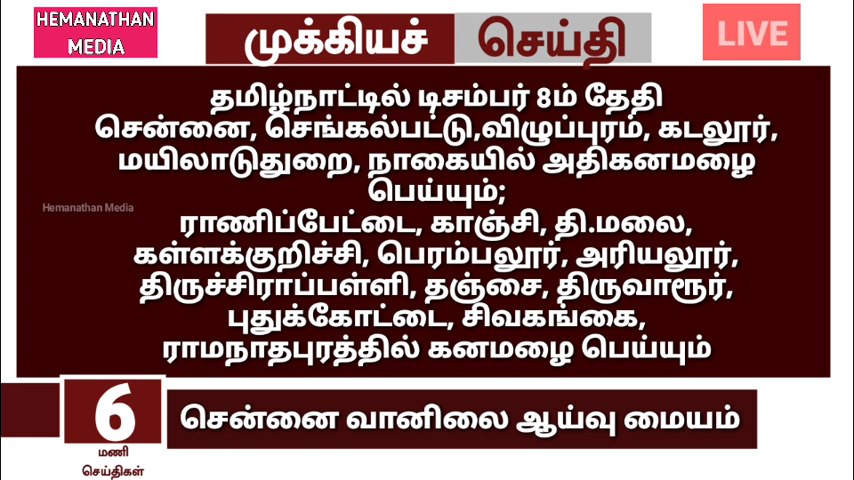 HEMANATHAN
MEDIA
முக்கியச் செய்தி
LIVE
தமிழ்நாட்டில் டிசம்பர் 8ம் தேதி
சென்னை, செங்கல்பட்டு,விழுப்புரம், கடலூர்,
மயிலாடுதுறை, நாகையில் அதிகனமழை
பெய்யும்;
Hemanathan Media
ராணிப்பேட்டை, காஞ்சி, தி.மலை,
கள்ளக்குறிச்சி, பெரம்பலூர், அரியலூர்,
திருச்சிராப்பள்ளி, தஞ்சை, திருவாரூர்,
புதுக்கோட்டை, சிவகங்கை,
ராமநாதபுரத்தில் கனமழை பெய்யும்
6
மணி
செய்திகள்
சென்னை வானிலை ஆய்வு மையம்